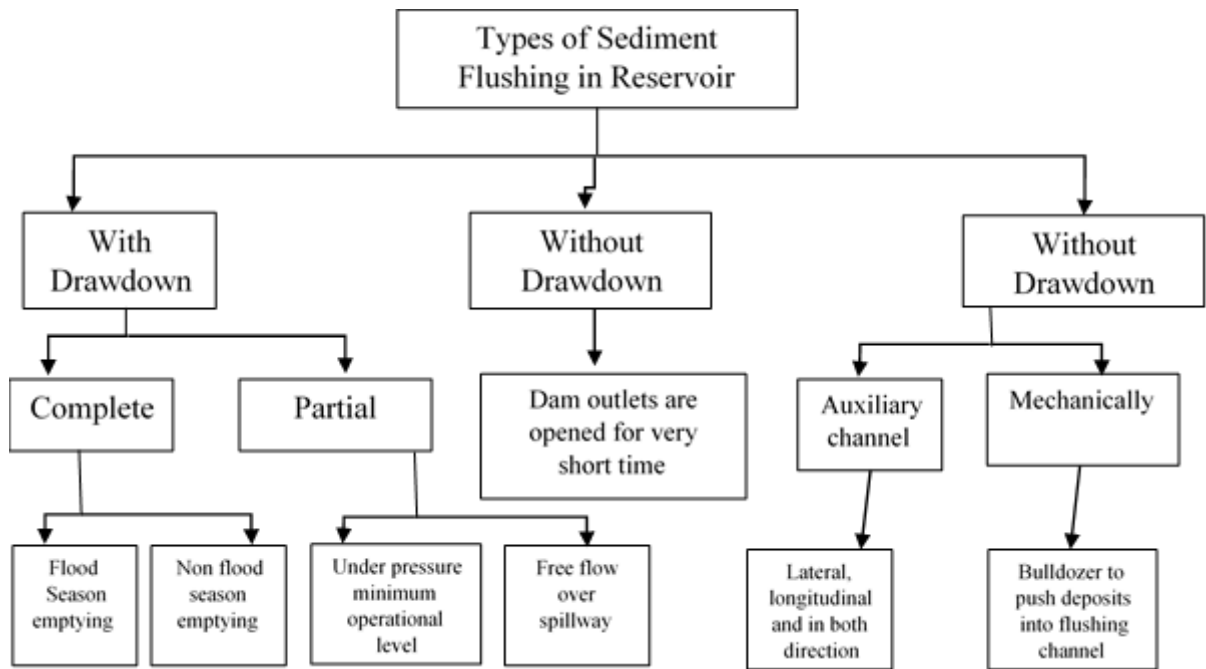 Types of Sediment
Flushing in Reservoir
With
Drawdown
Without
Drawdown
Without
Drawdown
Complete
Partial
Dam outlets are
opened for very
short time
Auxiliary
channel
Mechanically
Flood
Season
emptying
Non flood
season
emptying
Under pressure
minimum
operational
level
Free flow
over
spillway
Lateral,
longitudinal
and in both
direction
Bulldozer to
push deposits
into flushing
channel